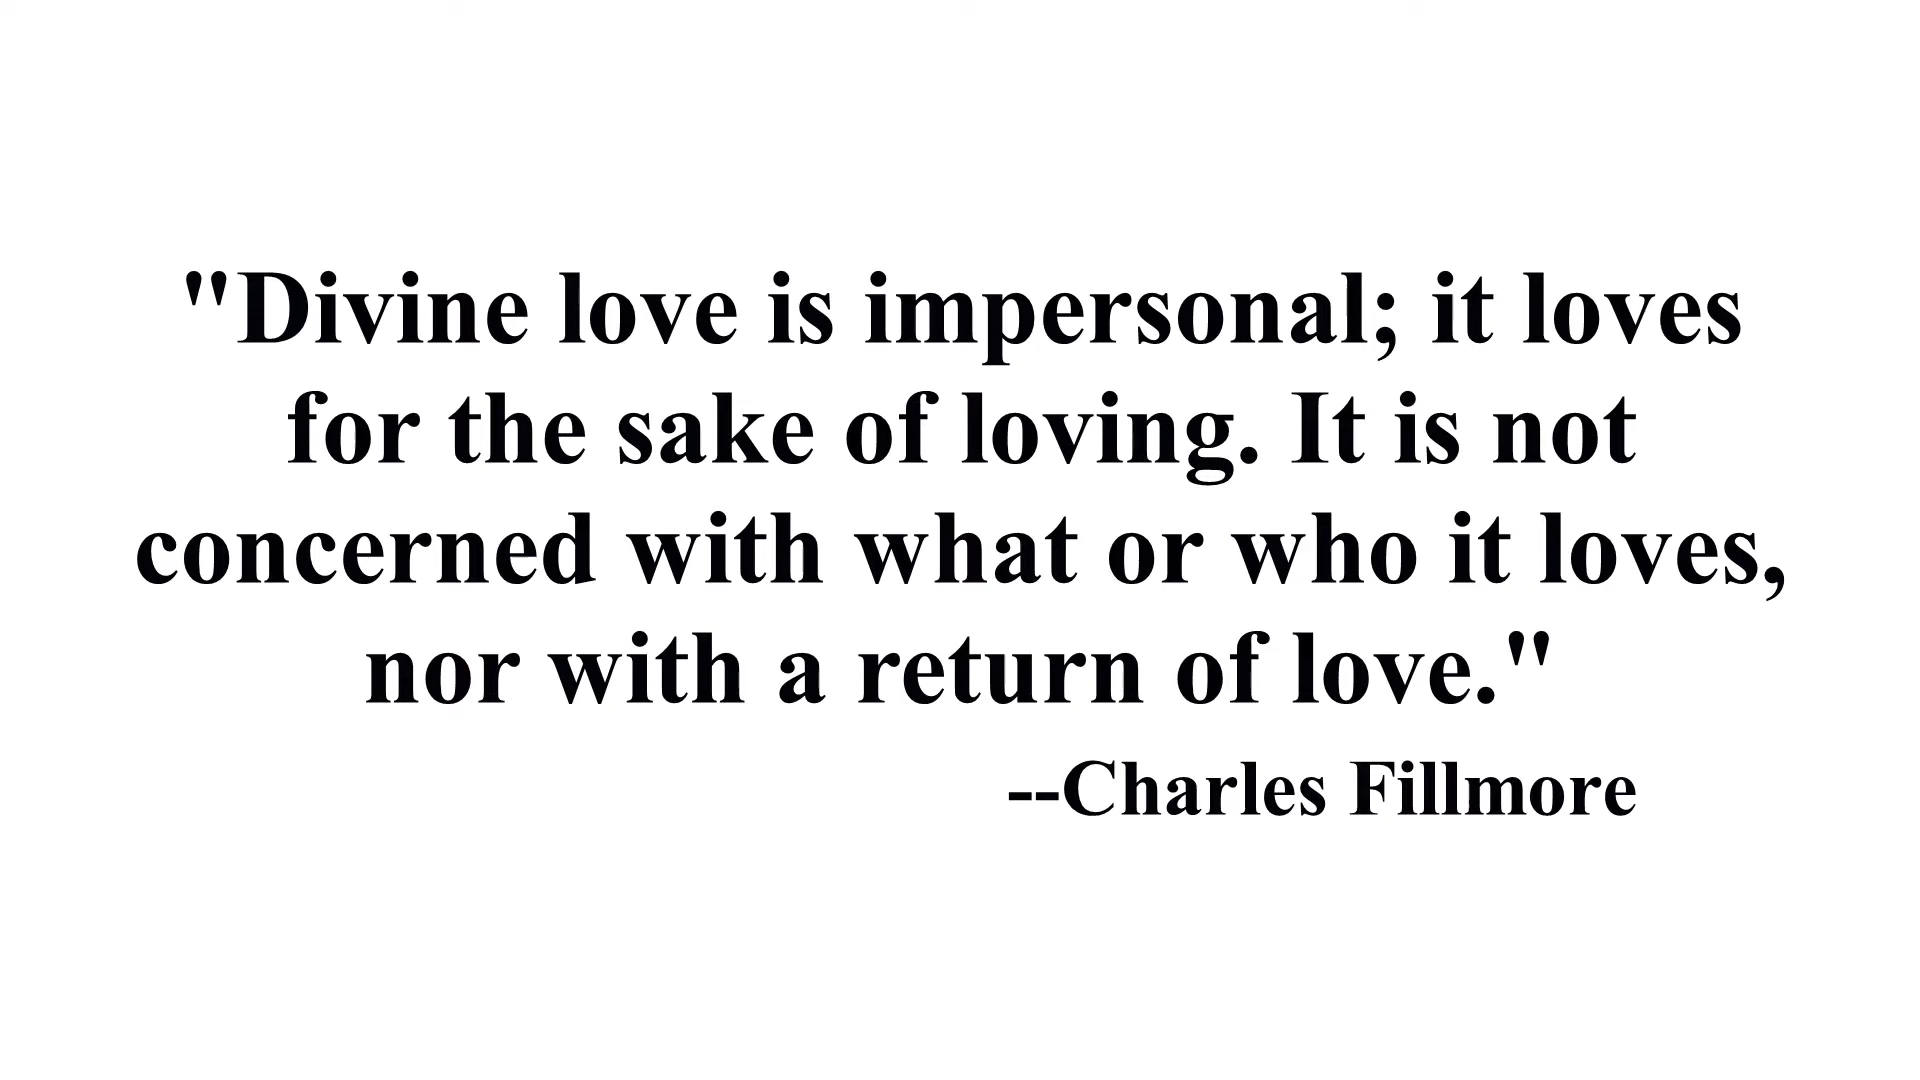 "Divine love is impersonal; it loves
for the sake of loving. It is not
concerned with what or who it loves,
nor with a return of love."
--Charles Fillmore